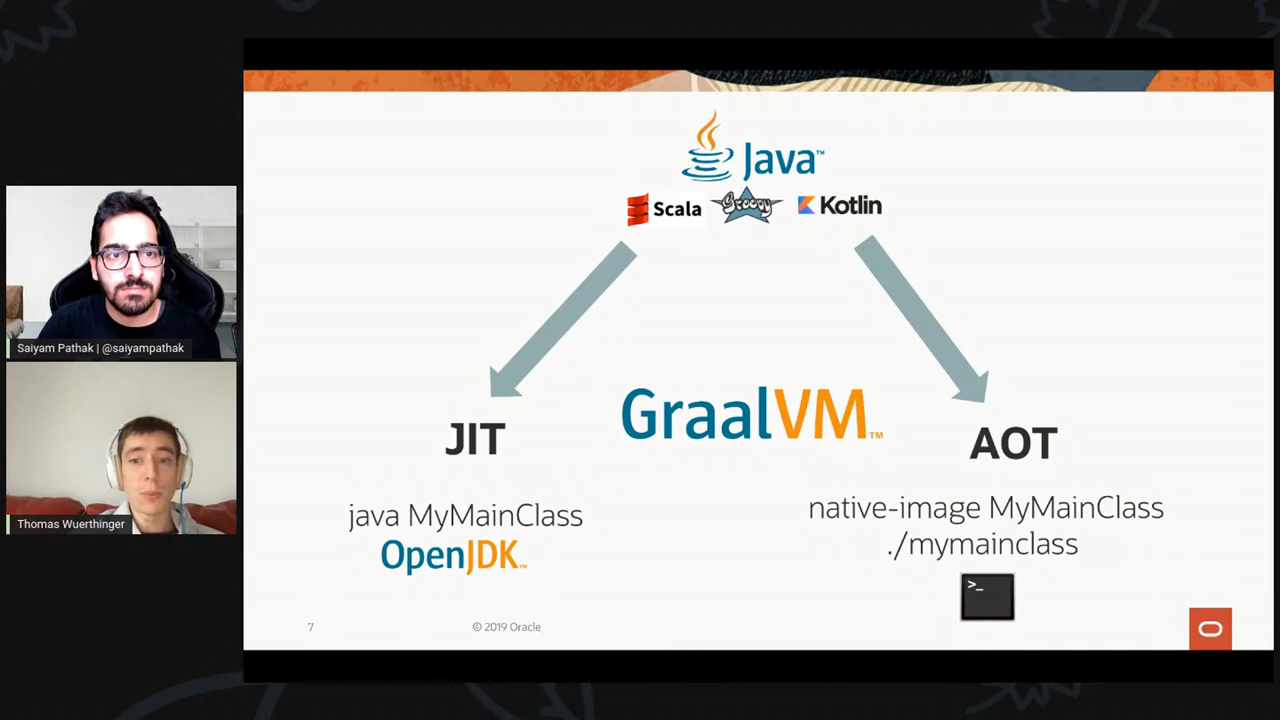 Java™
Scala
Groovy
Kotlin
GraalVM™
JIT
AOT
java MyMainClass
OpenJDK™
native-image MyMainClass
./mymainclass
>_
7
© 2019 Oracle
Saiyam Pathak | @saiyampathak
Thomas Wuerthinger